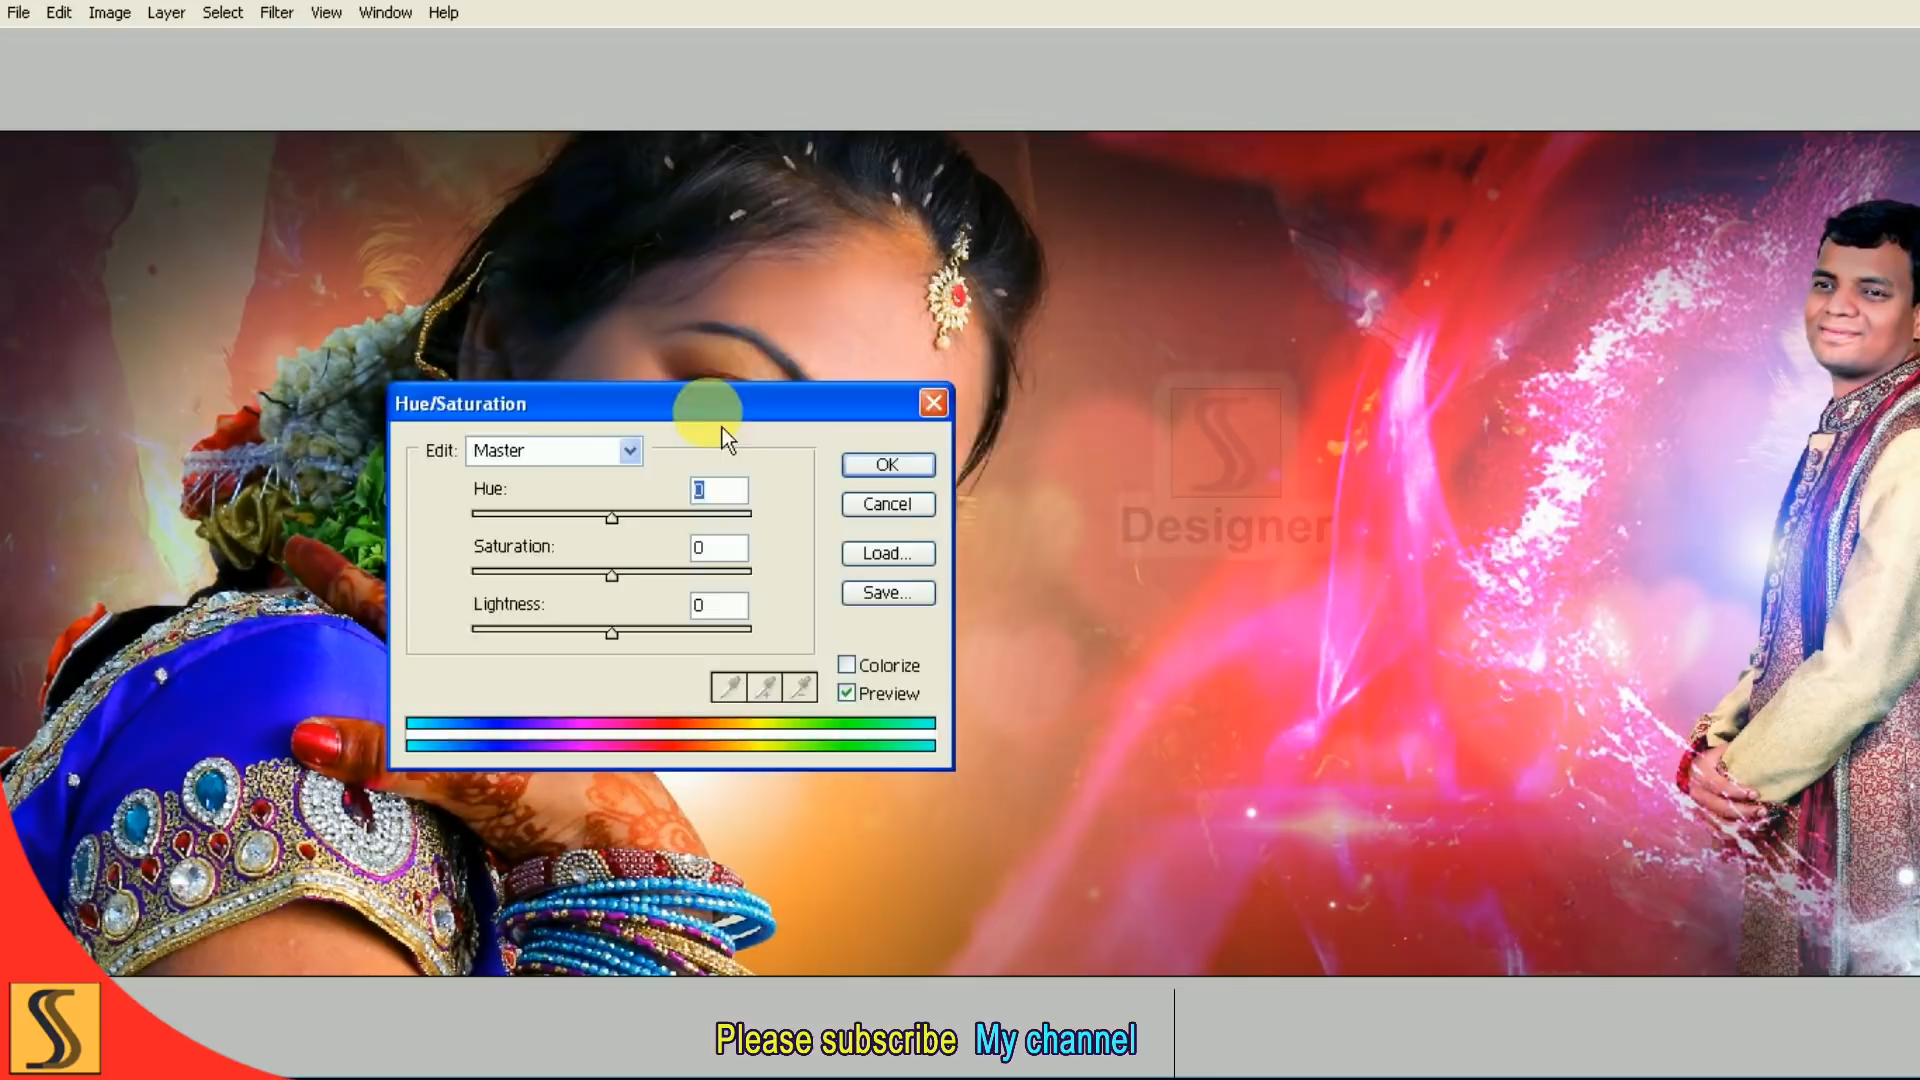 File Edit Image Layer Select Filter View Window Help
Hue/Saturation
Edit: Master
Hue: 0
Saturation: 0
Lightness: 0
OK
Cancel
Load...
Save...
Colorize
Preview
Designer
Please subscribe My channel